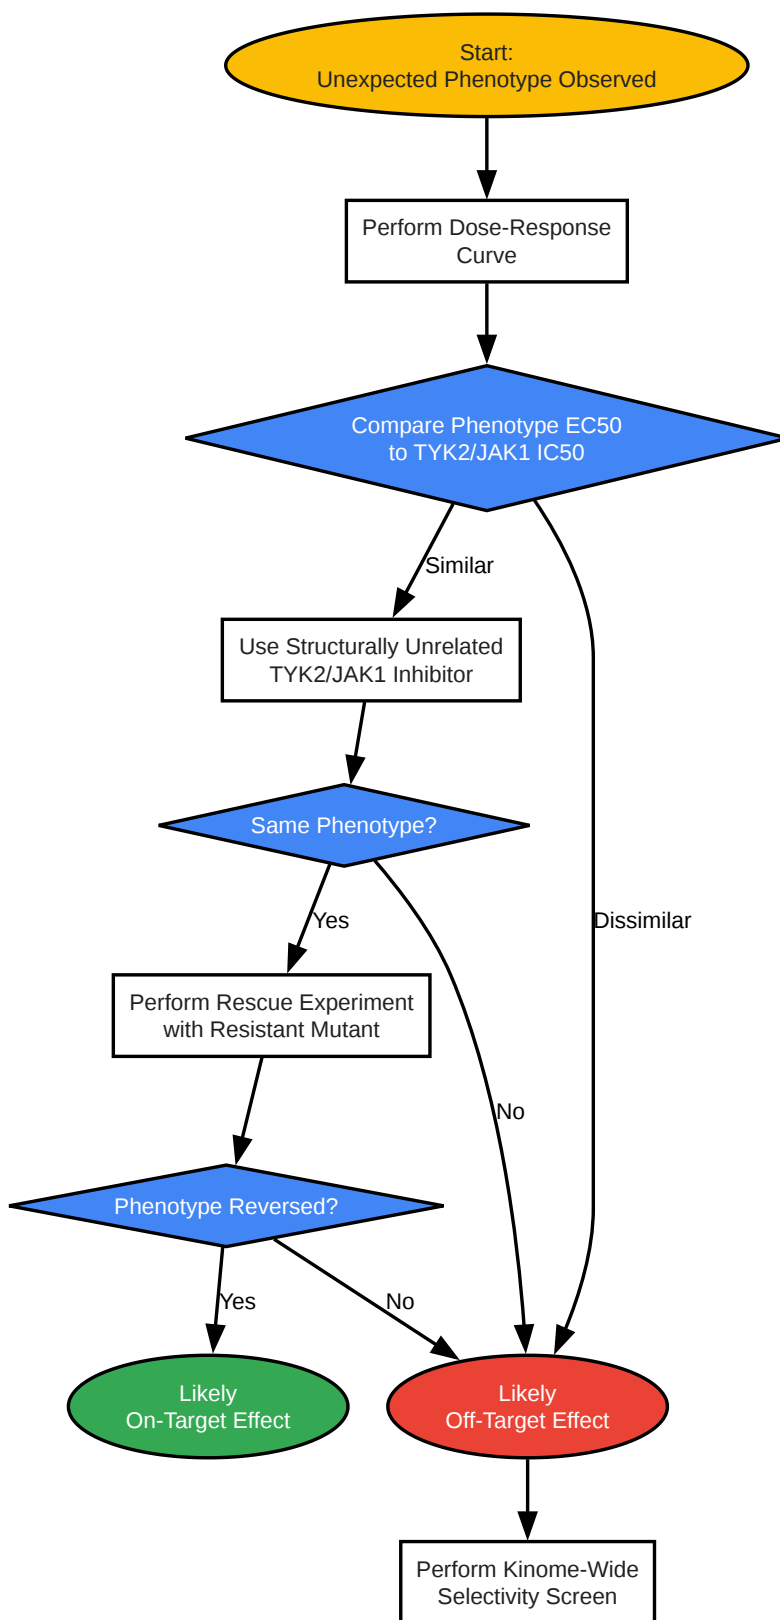 Start:
Unexpected Phenotype Observed
Perform Dose-Response
Curve
Compare Phenotype EC50
to TYK2/JAK1 IC50
Similar
Use Structurally Unrelated
TYK2/JAK1 Inhibitor
Same Phenotype?
Yes
Dissimilar
Perform Rescue Experiment
with Resistant Mutant
No
Phenotype Reversed?
Yes
No
Likely
On-Target Effect
Likely
Off-Target Effect
Perform Kinome-Wide
Selectivity Screen